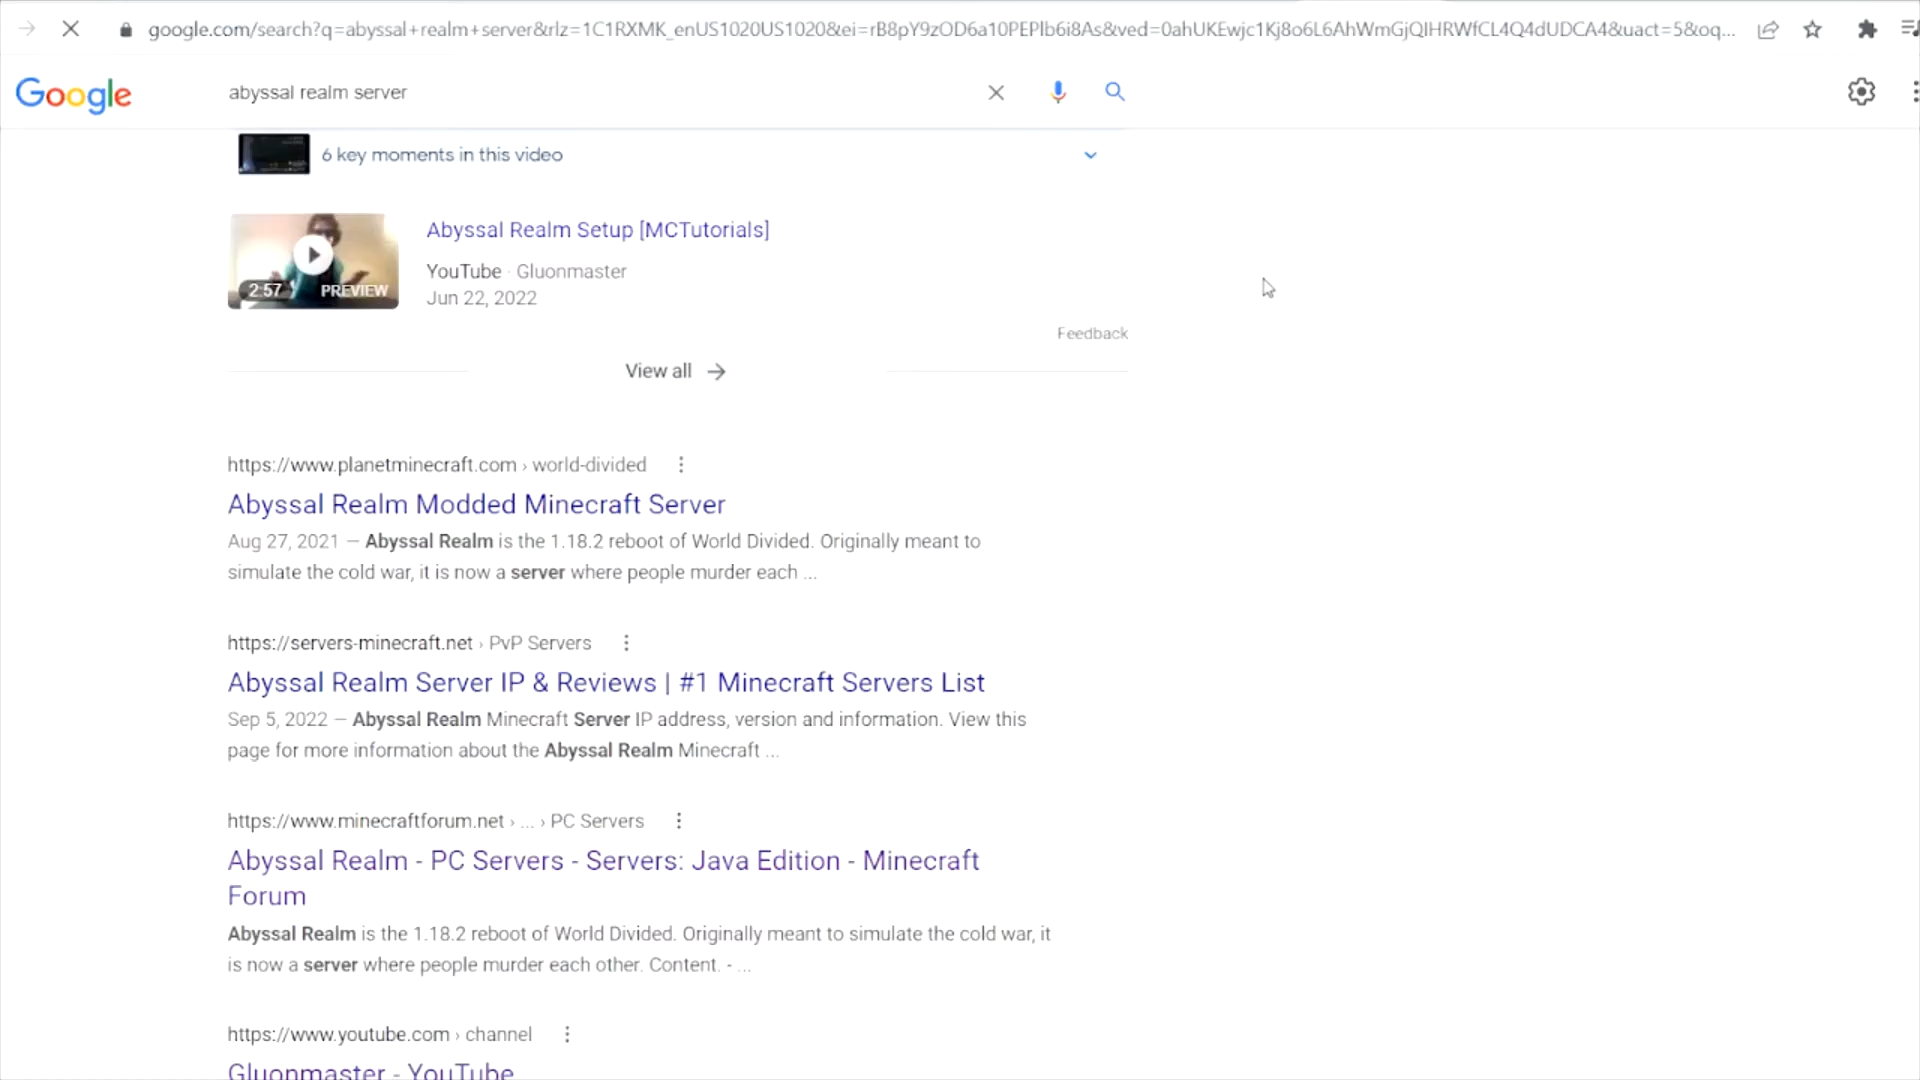 google.com/search?q=abyssal+realm+server&rlz=1C1RXMK_enUS1020US1020&ei=rB8pY9zOD6a10PEPlb6i8As&ved=0ahUKEwjc1Kj8o6L6AhWmGjQIHRWfCL4Q4dUDCA4&uact=5&oq...
Google
abyssal realm server
6 key moments in this video
Abyssal Realm Setup [MCTutorials]
YouTube · Gluonmaster
2:57 PREVIEW
Jun 22, 2022
Feedback
View all
https://www.planetminecraft.com › world-divided
Abyssal Realm Modded Minecraft Server
Aug 27, 2021 — Abyssal Realm is the 1.18.2 reboot of World Divided. Originally meant to
simulate the cold war, it is now a server where people murder each ...
https://servers-minecraft.net › PvP Servers
Abyssal Realm Server IP & Reviews | #1 Minecraft Servers List
Sep 5, 2022 — Abyssal Realm Minecraft Server IP address, version and information. View this
page for more information about the Abyssal Realm Minecraft ...
https://www.minecraftforum.net › ... › PC Servers
Abyssal Realm - PC Servers - Servers: Java Edition - Minecraft
Forum
Abyssal Realm is the 1.18.2 reboot of World Divided. Originally meant to simulate the cold war, it
is now a server where people murder each other. Content. - ...
https://www.youtube.com › channel
Gluonmaster - YouTube